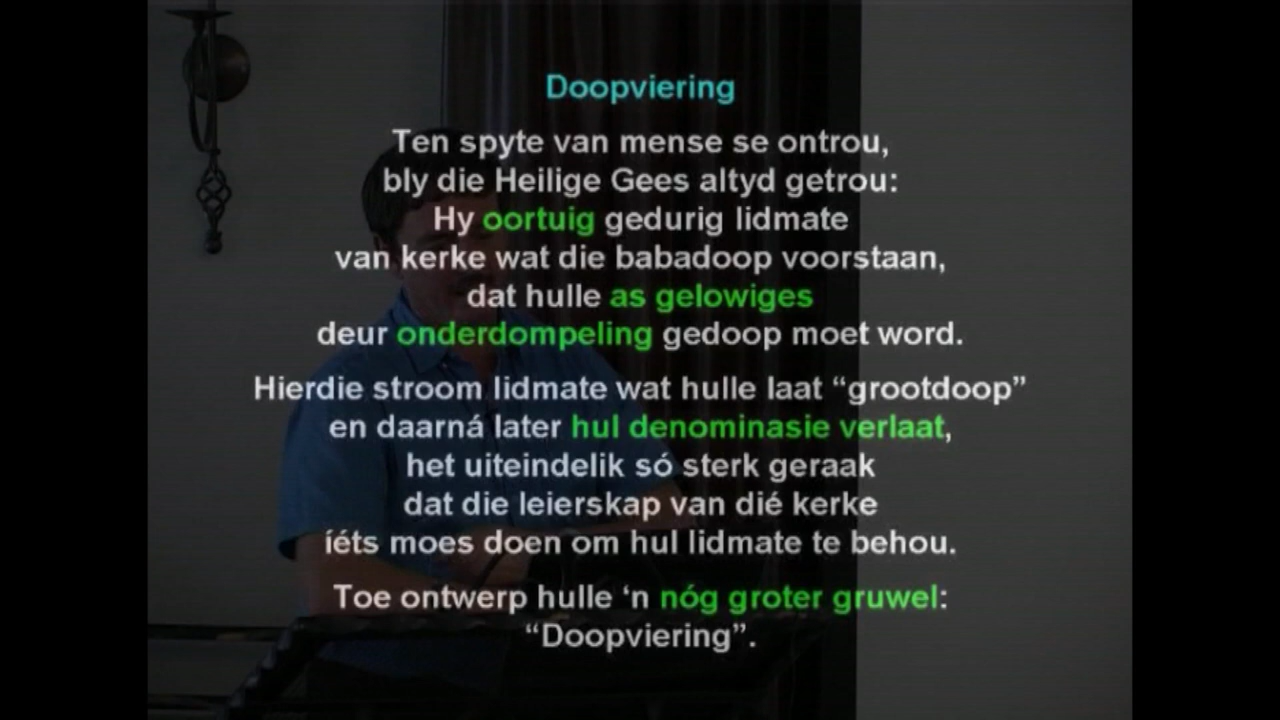 Doopviering
Ten spyte van mense se ontrou,
bly die Heilige Gees altyd getrou:
Hy oortuig gedurig lidmate
van kerke wat die babadoop voorstaan,
dat hulle as gelowiges
deur onderdompeling gedoop moet word.
Hierdie stroom lidmate wat hulle laat “grootdoop”
en daarná later hul denominasie verlaat,
het uiteindelik só sterk geraak
dat die leierskap van dié kerke
íéts moes doen om hul lidmate te behou.
Toe ontwerp hulle ‘n nóg groter gruwel:
“Doopviering”.